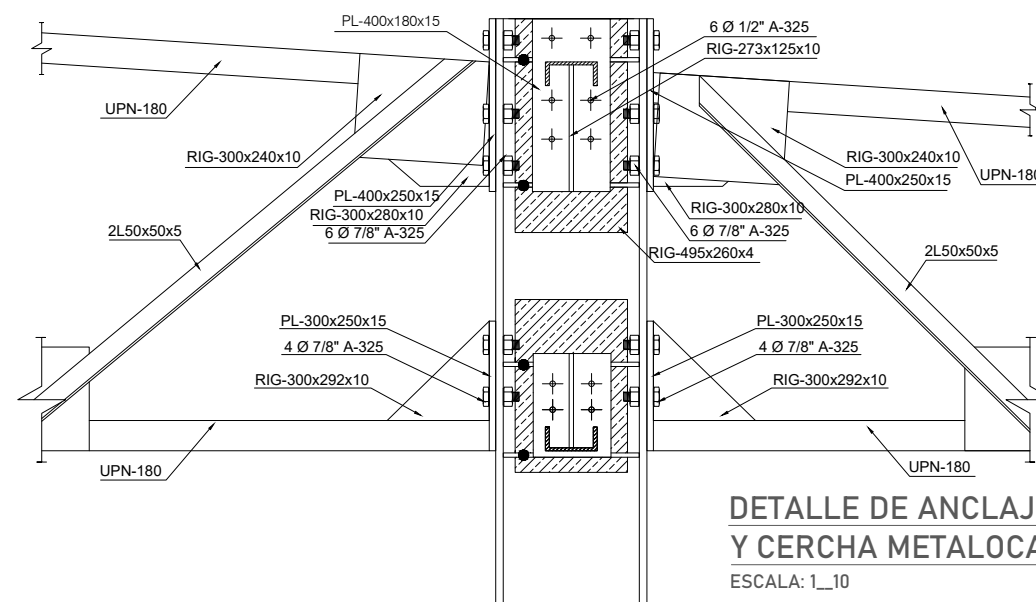 PL-400x180x15
6 Ø 1/2" A-325
RIG-273x125x10
UPN-180
RIG-300x240x10
RIG-300x240x10
PL-400x250x15
UPN-180
PL-400x250x15
RIG-300x280x10
6 Ø 7/8" A-325
RIG-300x280x10
6 Ø 7/8" A-325
RIG-495x260x4
2L50x50x5
2L50x50x5
PL-300x250x15
4 Ø 7/8" A-325
RIG-300x292x10
PL-300x250x15
4 Ø 7/8" A-325
RIG-300x292x10
UPN-180
UPN-180
DETALLE DE ANCLAJ
Y CERCHA METALOCA
ESCALA: 1__10